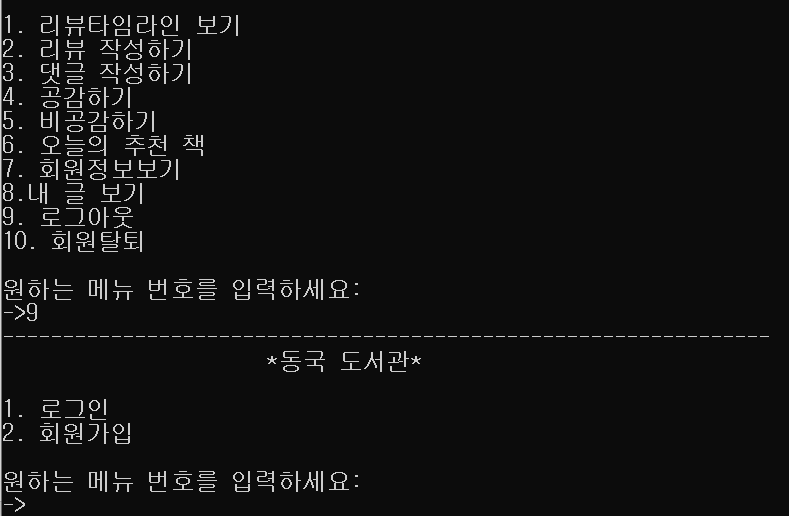 1. 리뷰타임라인 보기
2. 리뷰 작성하기
3. 댓글 작성하기
4. 공감하기
5. 비공감하기
6. 오늘의 추천 책
7. 회원정보보기
8.내 글 보기
9. 로그아웃
10. 회원탈퇴
원하는 메뉴 번호를 입력하세요:
->9
----------------------------------------------------------------
*동국 도서관*
1. 로그인
2. 회원가입
원하는 메뉴 번호를 입력하세요:
->